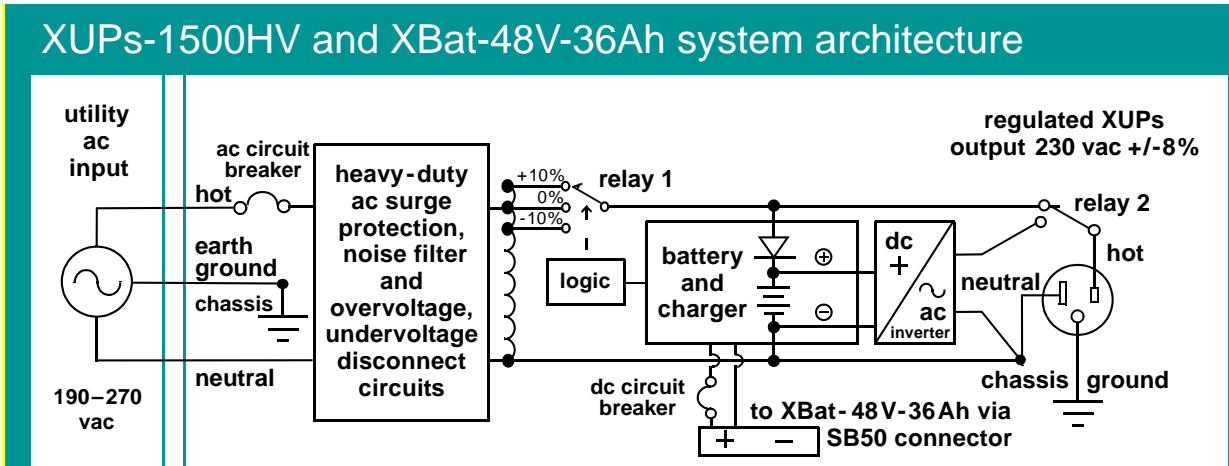 XUPs-1500HV and XBat-48V-36Ah system architecture
utility
ac
input
hot
ac circuit
breaker
earth
ground
chassis
neutral
190–270
vac
heavy-duty
ac surge
protection,
noise filter
and
overvoltage,
undervoltage
disconnect
circuits
+10%
0%
-10%
relay 1
logic
battery
and
charger
+
−
dc
+
ac
inverter
regulated XUPs
output 230 vac +/-8%
relay 2
hot
neutral
chassis ground
dc circuit
breaker
+ −
to XBat-48V-36Ah via
SB50 connector